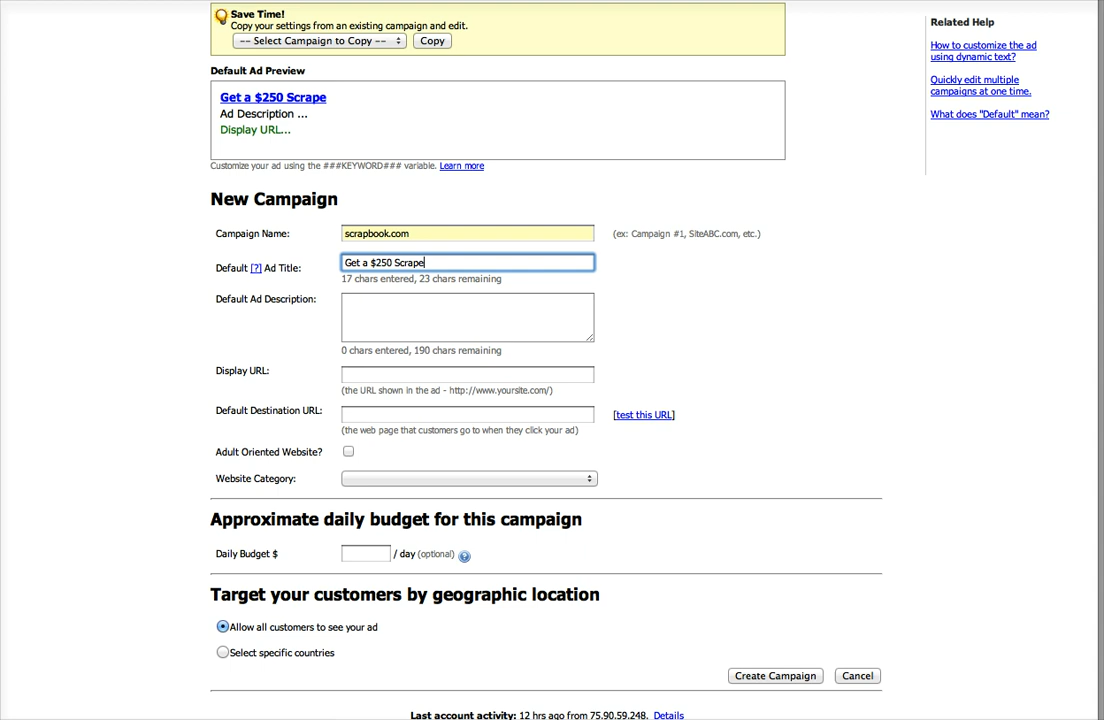 Save Time!
Copy your settings from an existing campaign and edit.
-- Select Campaign to Copy --
Copy
Related Help
How to customize the ad
using dynamic text?
Quickly edit multiple
campaigns at one time.
What does "Default" mean?
Default Ad Preview
Get a $250 Scrape
Ad Description ...
Display URL...
Customize your ad using the ###KEYWORD### variable. Learn more
New Campaign
Campaign Name:
scrapbook.com
(ex: Campaign #1, SiteABC.com, etc.)
Default [?] Ad Title:
Get a $250 Scrape
17 chars entered, 23 chars remaining
Default Ad Description:
0 chars entered, 190 chars remaining
Display URL:
(the URL shown in the ad - http://www.yoursite.com/)
Default Destination URL:
[test this URL]
(the web page that customers go to when they click your ad)
Adult Oriented Website?
Website Category:
Approximate daily budget for this campaign
Daily Budget $
/ day (optional)
Target your customers by geographic location
Allow all customers to see your ad
Select specific countries
Create Campaign
Cancel
Last account activity: 12 hrs ago from 75.90.59.248. Details